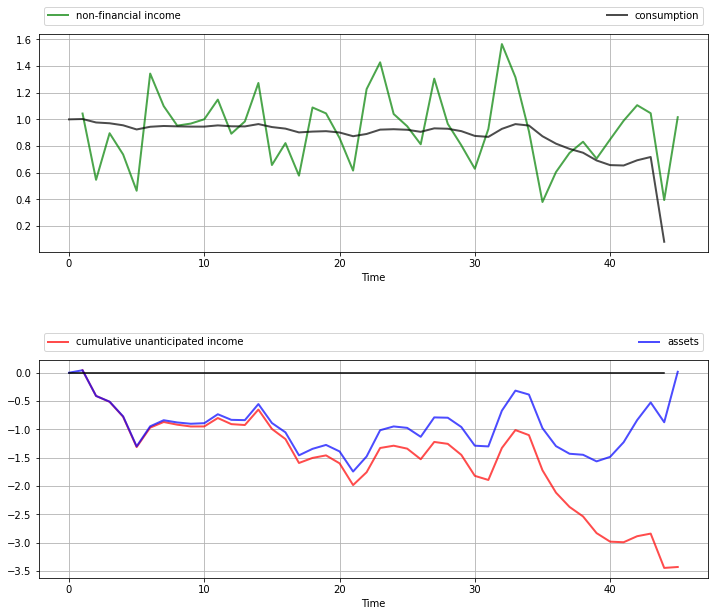 non-financial income consumption
1.6
1.4
1.2
1.0
0.8
0.6
0.4
0.2
0 10 20 30 40
Time
cumulative unanticipated income assets
0.0
−0.5
−1.0
−1.5
−2.0
−2.5
−3.0
−3.5
0 10 20 30 40
Time